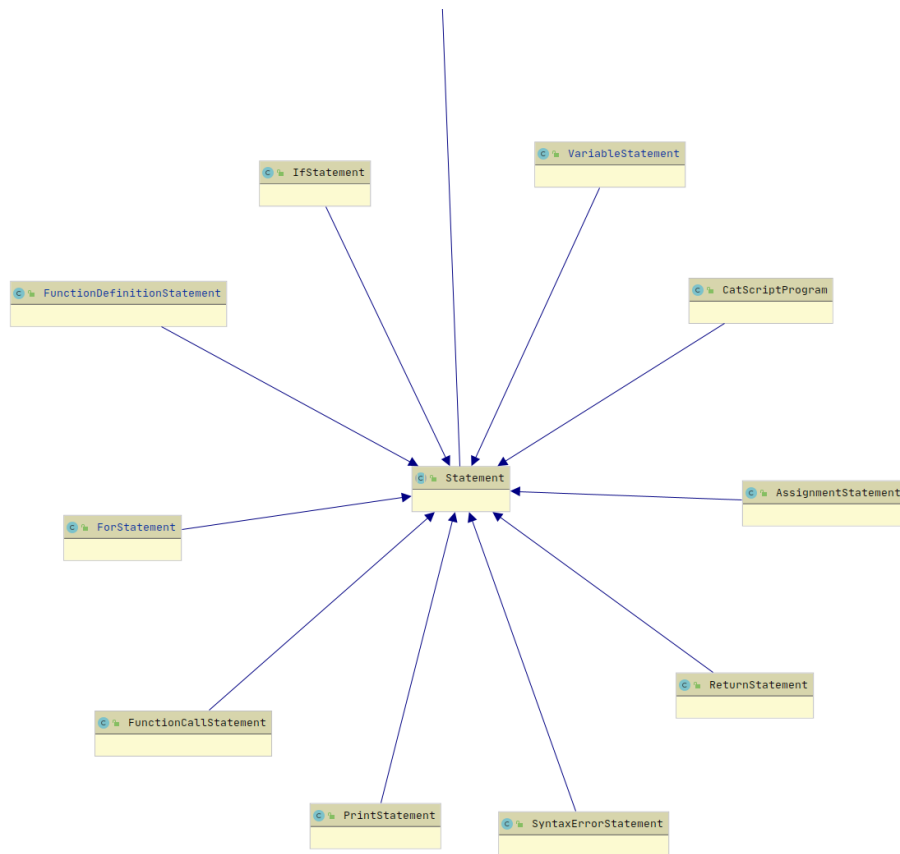 VariableStatement
IfStatement
CatScriptProgram
FunctionDefinitionStatement
Statement
AssignmentStatement
ForStatement
ReturnStatement
FunctionCallStatement
PrintStatement
SyntaxErrorStatement